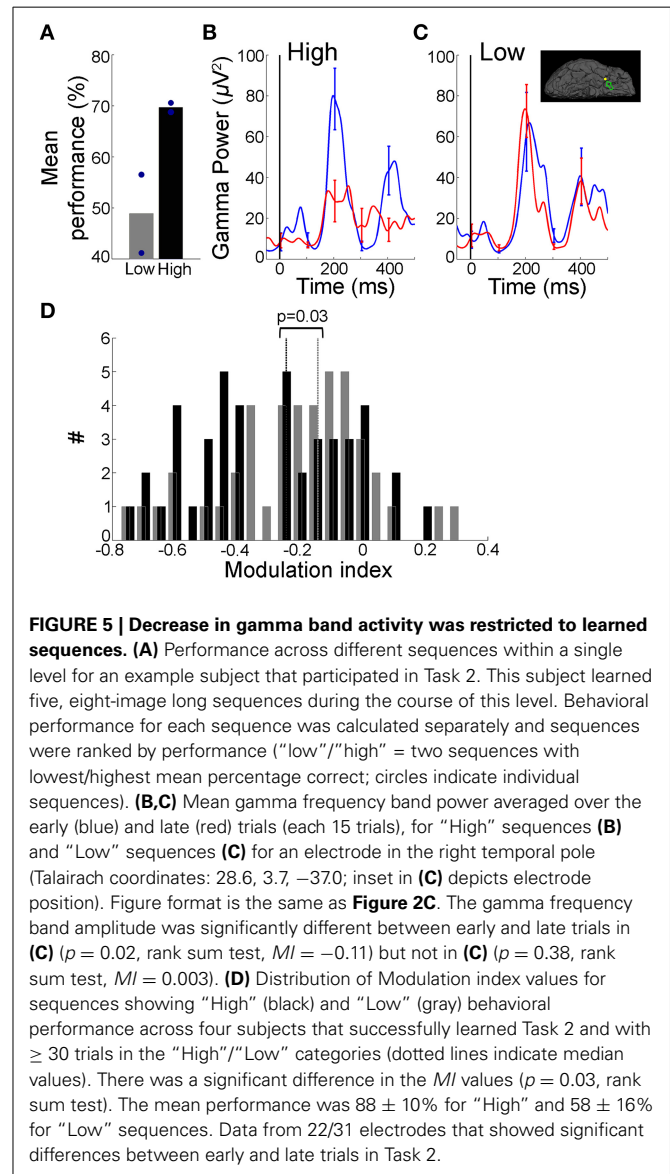 A
B
C
High
Low
Mean performance (%)
80
70
60
50
40
Low High
Gamma Power (µV²)
100
80
60
40
20
0
0 200 400
Time (ms)
100
80
60
40
20
0
0 200 400
Time (ms)
D
p=0.03
#
6
5
4
3
2
1
0
-0.8 -0.6 -0.4 -0.2 0 0.2 0.4
Modulation index
FIGURE 5 | Decrease in gamma band activity was restricted to learned
sequences. (A) Performance across different sequences within a single
level for an example subject that participated in Task 2. This subject learned
five, eight-image long sequences during the course of this level. Behavioral
performance for each sequence was calculated separately and sequences
were ranked by performance ("low"/"high" = two sequences with
lowest/highest mean percentage correct; circles indicate individual
sequences). (B,C) Mean gamma frequency band power averaged over the
early (blue) and late (red) trials (each 15 trials), for "High" sequences (B)
and "Low" sequences (C) for an electrode in the right temporal pole
(Talairach coordinates: 28.6, 3.7, −37.0; inset in (C) depicts electrode
position). Figure format is the same as Figure 2C. The gamma frequency
band amplitude was significantly different between early and late trials in
(C) (p = 0.02, rank sum test, MI = −0.11) but not in (C) (p = 0.38, rank
sum test, MI = 0.003). (D) Distribution of Modulation index values for
sequences showing "High" (black) and "Low" (gray) behavioral
performance across four subjects that successfully learned Task 2 and with
≥ 30 trials in the "High"/"Low" categories (dotted lines indicate median
values). There was a significant difference in the MI values (p = 0.03, rank
sum test). The mean performance was 88 ± 10% for "High" and 58 ± 16%
for "Low" sequences. Data from 22/31 electrodes that showed significant
differences between early and late trials in Task 2.